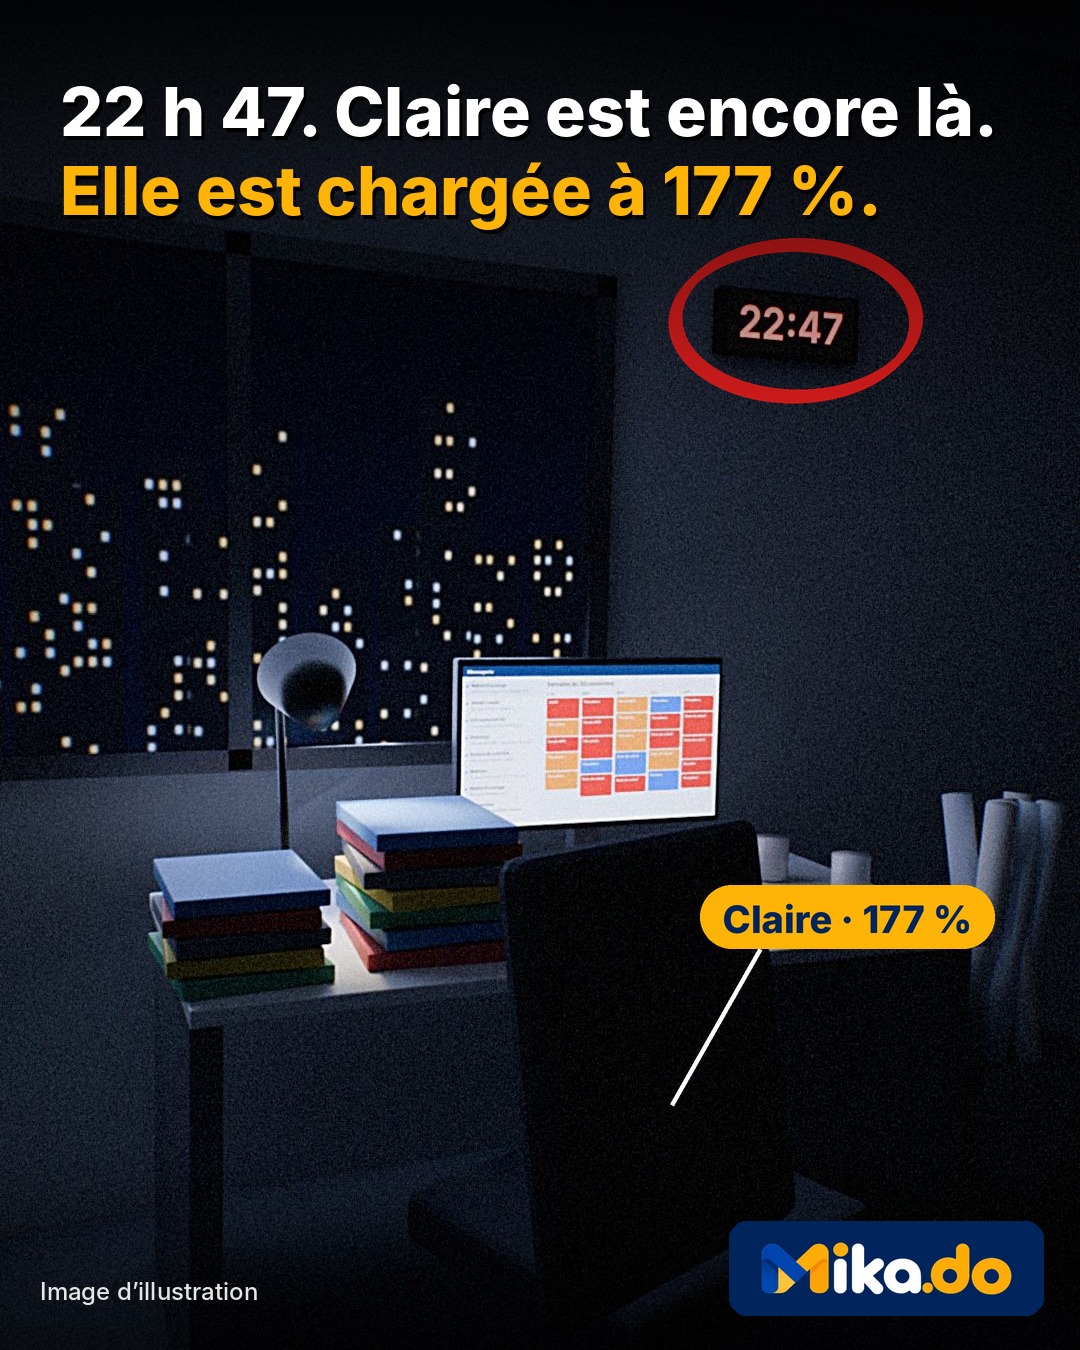 22 h 47. Claire est encore là.
Elle est chargée à 177 %.
22:47
Claire · 177 %
Image d’illustration
Mika.do